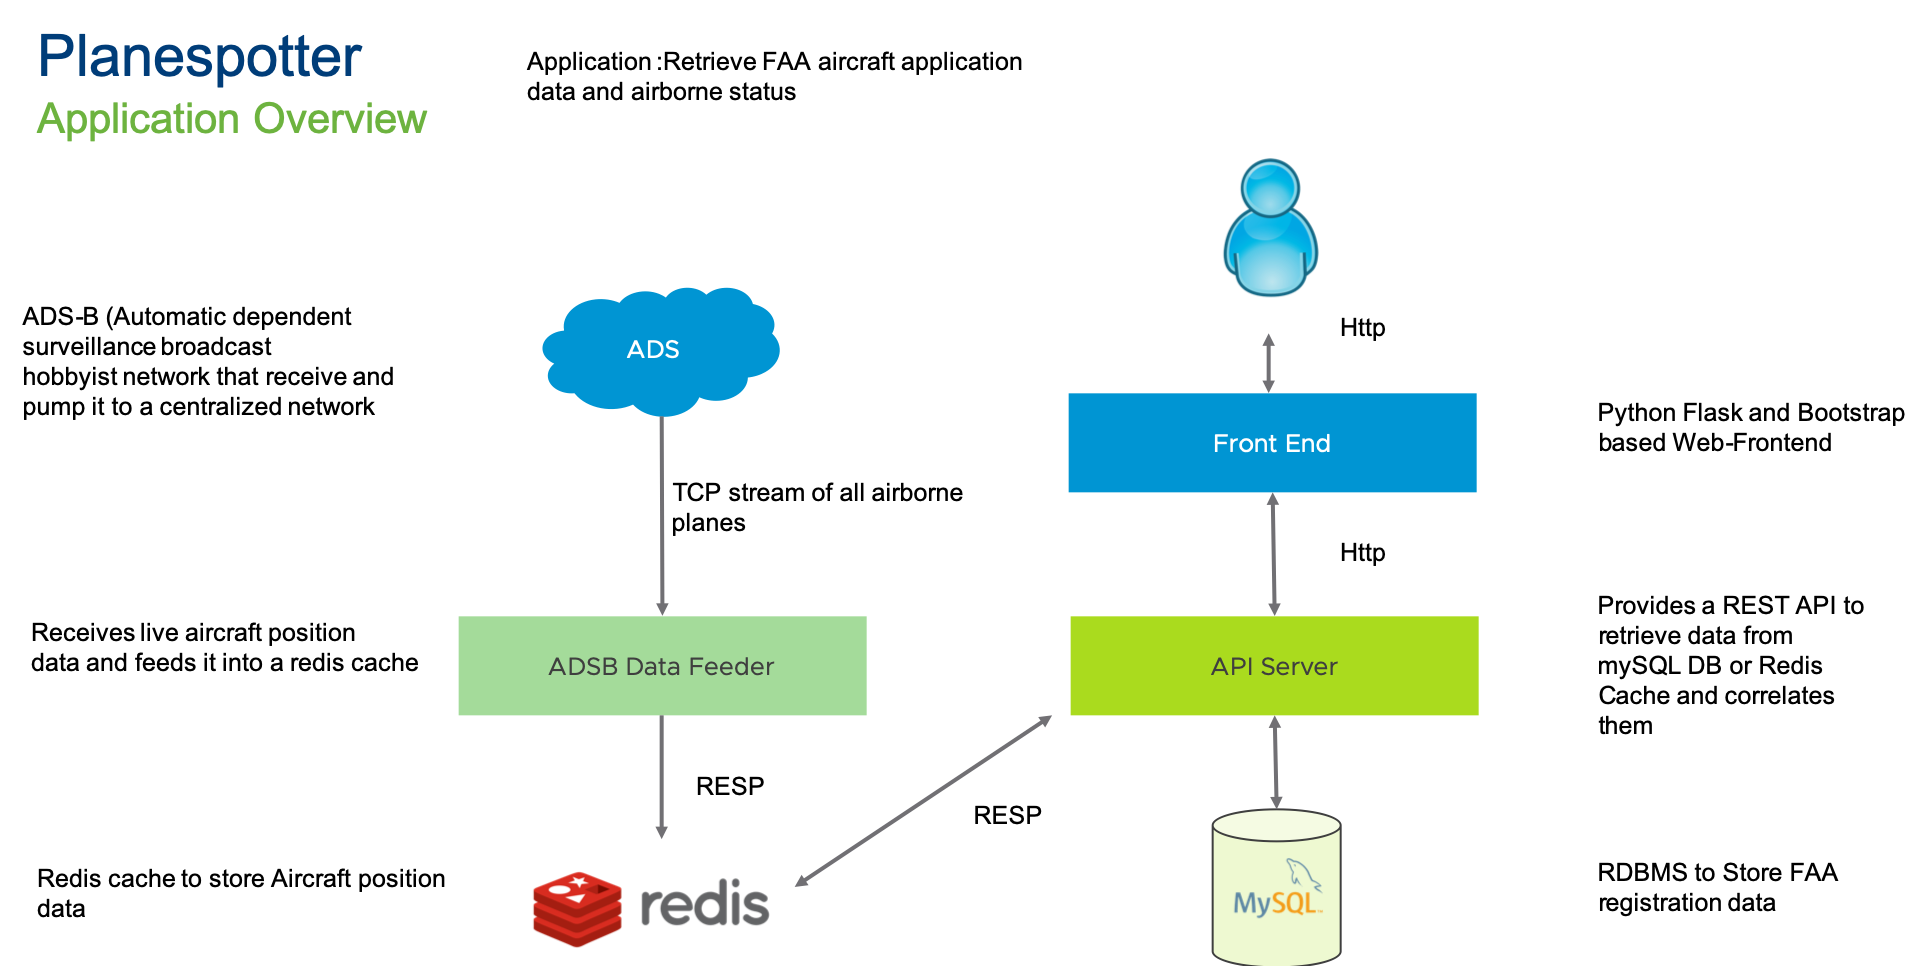 Planespotter
Application Overview
Application :Retrieve FAA aircraft application
data and airborne status
Http
ADS-B (Automatic dependent
surveillance broadcast
hobbyist network that receive and
pump it to a centralized network
ADS
Front End
Python Flask and Bootstrap
based Web-Frontend
TCP stream of all airborne
planes
Http
Receives live aircraft position
data and feeds it into a redis cache
ADSB Data Feeder
API Server
Provides a REST API to
retrieve data from
mySQL DB or Redis
Cache and correlates
them
RESP
RESP
Redis cache to store Aircraft position
data
redis
MySQL™
RDBMS to Store FAA
registration data